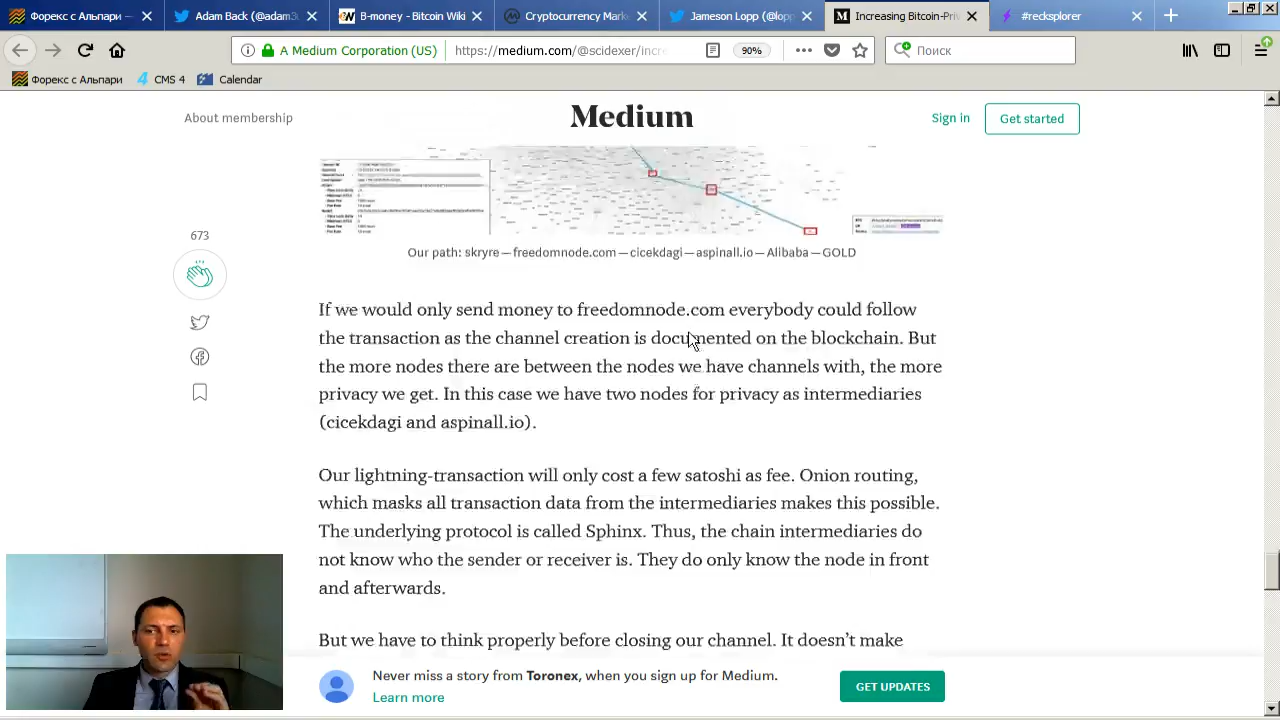 Форекс с Альпари —
Adam Back (@adam3
B-money - Bitcoin Wiki
Cryptocurrency Mark
Jameson Lopp (@lopp
Increasing Bitcoin-Priv
#recksplorer
A Medium Corporation (US)
https://medium.com/@scidexer/incre
90%
Поиск
Форекс с Альпари
CMS 4
Calendar
About membership
Medium
Sign in
Get started
Our path: skryre — freedomnode.com — cicekdagi — aspinall.io — Alibaba — GOLD
673
If we would only send money to freedomnode.com everybody could follow
the transaction as the channel creation is documented on the blockchain. But
the more nodes there are between the nodes we have channels with, the more
privacy we get. In this case we have two nodes for privacy as intermediaries
(cicekdagi and aspinall.io).
Our lightning-transaction will only cost a few satoshi as fee. Onion routing,
which masks all transaction data from the intermediaries makes this possible.
The underlying protocol is called Sphinx. Thus, the chain intermediaries do
not know who the sender or receiver is. They do only know the node in front
and afterwards.
But we have to think properly before closing our channel. It doesn't make
Never miss a story from Toronex, when you sign up for Medium.
Learn more
GET UPDATES